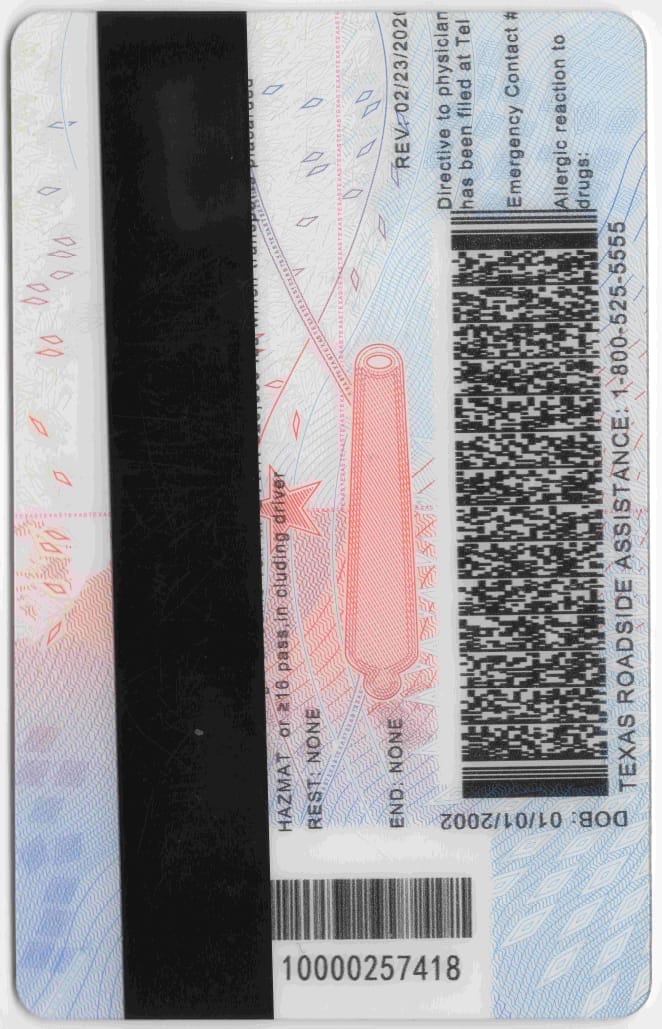 REV. 02/23/2020
Directive to physician
has been filed at Tel
Emergency Contact #
Allergic reaction to
drugs:
TEXAS ROADSIDE ASSISTANCE: 1-800-525-5555
HAZMAT or ≥16 pass,in cluding driver
REST: NONE
END: NONE
DOB: 01/01/2002
10000257418